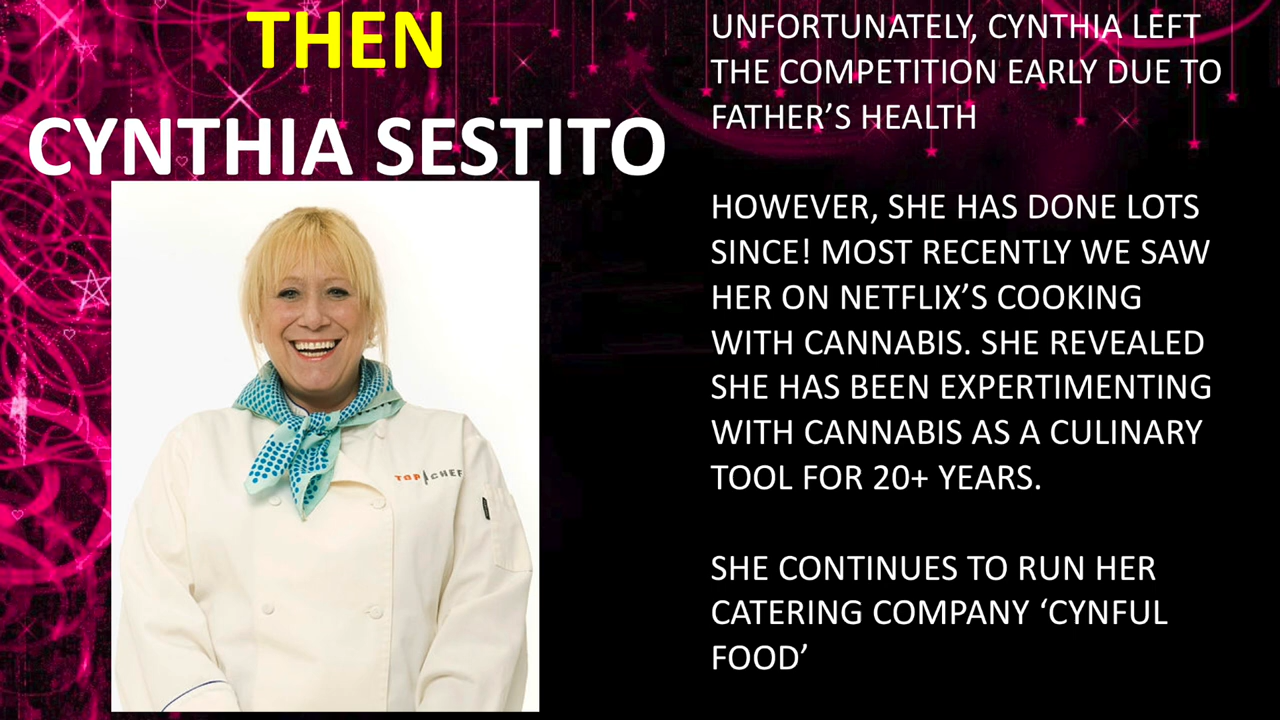 THEN
CYNTHIA SESTITO
TOP CHEF
UNFORTUNATELY, CYNTHIA LEFT
THE COMPETITION EARLY DUE TO
FATHER’S HEALTH
HOWEVER, SHE HAS DONE LOTS
SINCE! MOST RECENTLY WE SAW
HER ON NETFLIX’S COOKING
WITH CANNABIS. SHE REVEALED
SHE HAS BEEN EXPERTIMENTING
WITH CANNABIS AS A CULINARY
TOOL FOR 20+ YEARS.
SHE CONTINUES TO RUN HER
CATERING COMPANY ‘CYNFUL
FOOD’